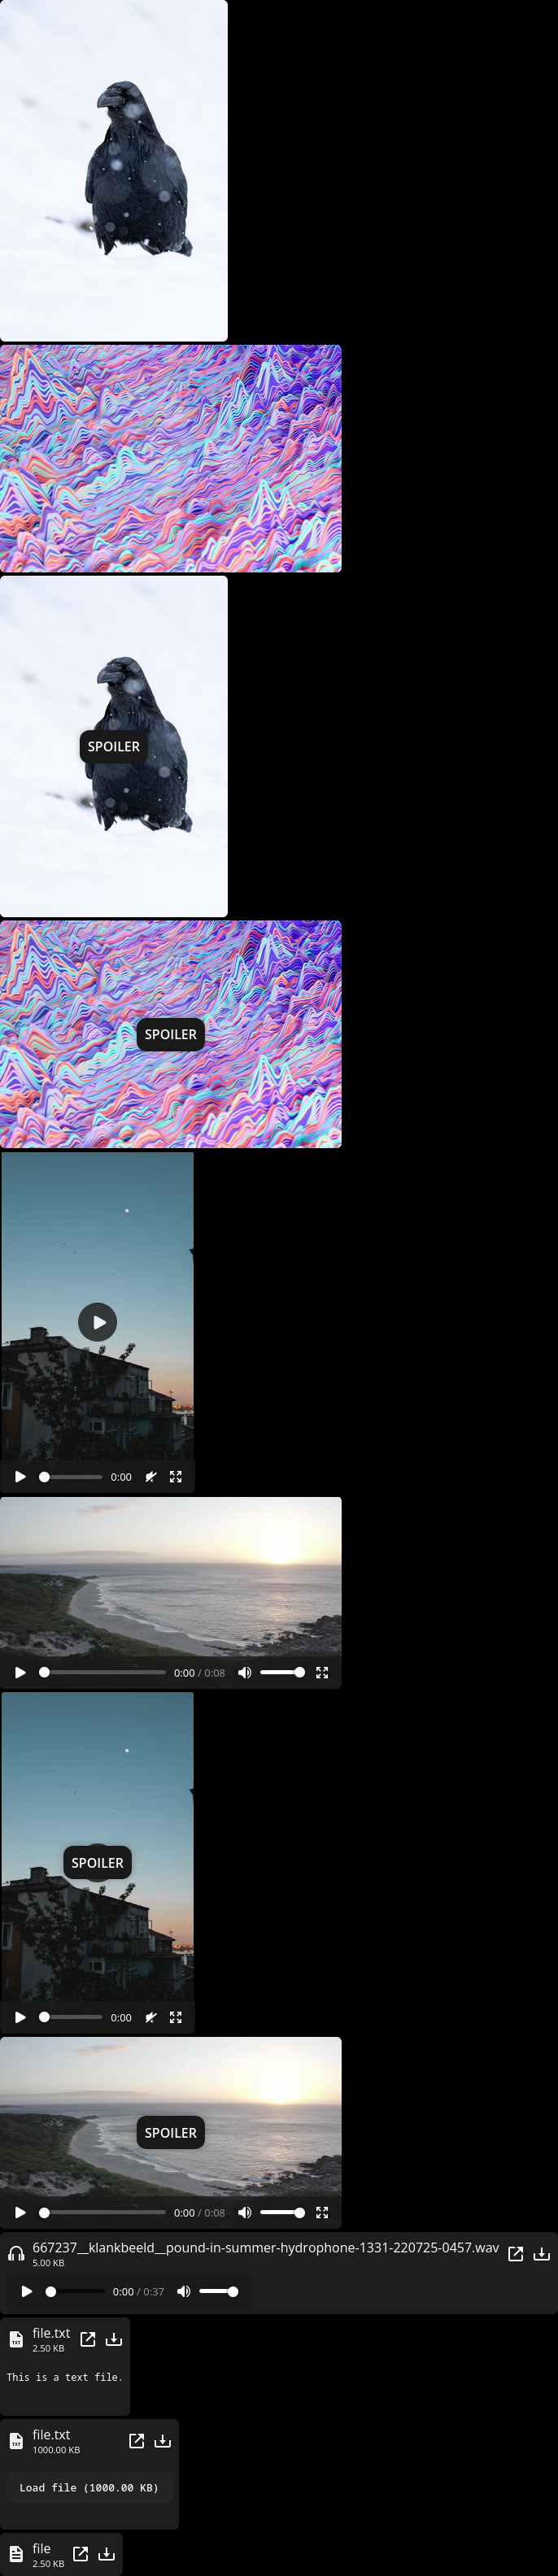 SPOILER
SPOILER
0:00
0:00 / 0:08
SPOILER
0:00
SPOILER
0:00 / 0:08
667237__klankbeeld__pound-in-summer-hydrophone-1331-220725-0457.wav
5.00 KB
0:00 / 0:37
TXT
file.txt
2.50 KB
This is a text file.
TXT
file.txt
1000.00 KB
Load file (1000.00 KB)
file
2.50 KB